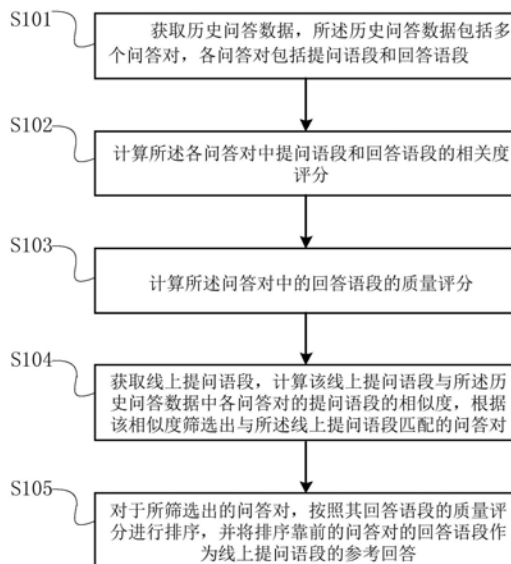 S101
获取历史问答数据，所述历史问答数据包括多
个问答对，各问答对包括提问语段和回答语段
S102
计算所述各问答对中提问语段和回答语段的相关度
评分
S103
计算所述问答对中的回答语段的质量评分
S104
获取线上提问语段，计算该线上提问语段与所述历
史问答数据中各问答对的提问语段的相似度，根据
该相似度筛选出与所述线上提问语段匹配的问答对
S105
对于所筛选出的问答对，按照其回答语段的质量评
分进行排序，并将排序靠前的问答对的回答语段作
为线上提问语段的参考回答